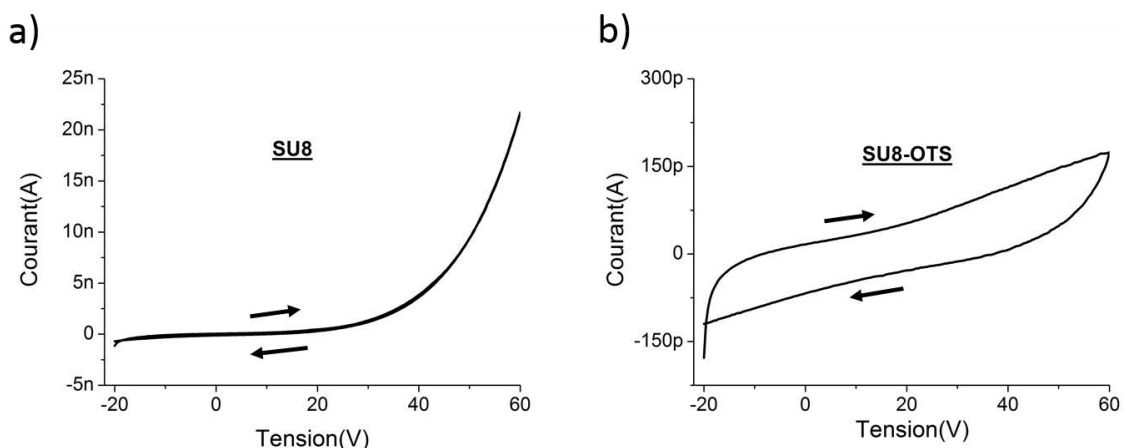 a)
25n
20n
15n
10n
5n
0
-5n
Courant(A)
SU8
-20
0
20
40
60
Tension(V)
b)
300p
150p
0
-150p
Courant(A)
SU8-OTS
-20
0
20
40
60
Tension(V)